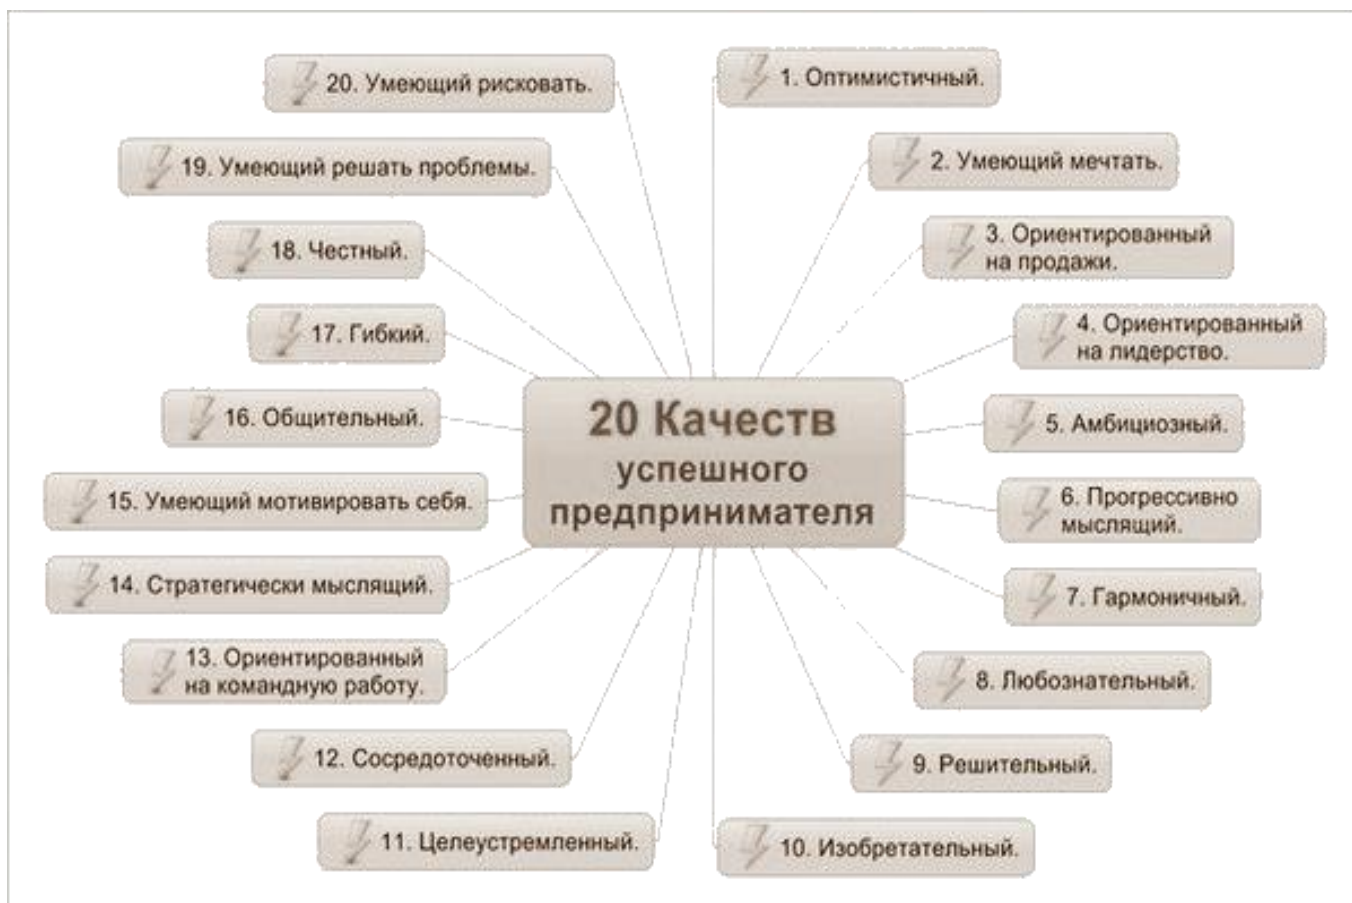 20 Качеств
успешного
предпринимателя
1. Оптимистичный.
2. Умеющий мечтать.
3. Ориентированный
на продажи.
4. Ориентированный
на лидерство.
5. Амбициозный.
6. Прогрессивно
мыслящий.
7. Гармоничный.
8. Любознательный.
9. Решительный.
10. Изобретательный.
11. Целеустремленный.
12. Сосредоточенный.
13. Ориентированный
на командную работу.
14. Стратегически мыслящий.
15. Умеющий мотивировать себя.
16. Общительный.
17. Гибкий.
18. Честный.
19. Умеющий решать проблемы.
20. Умеющий рисковать.